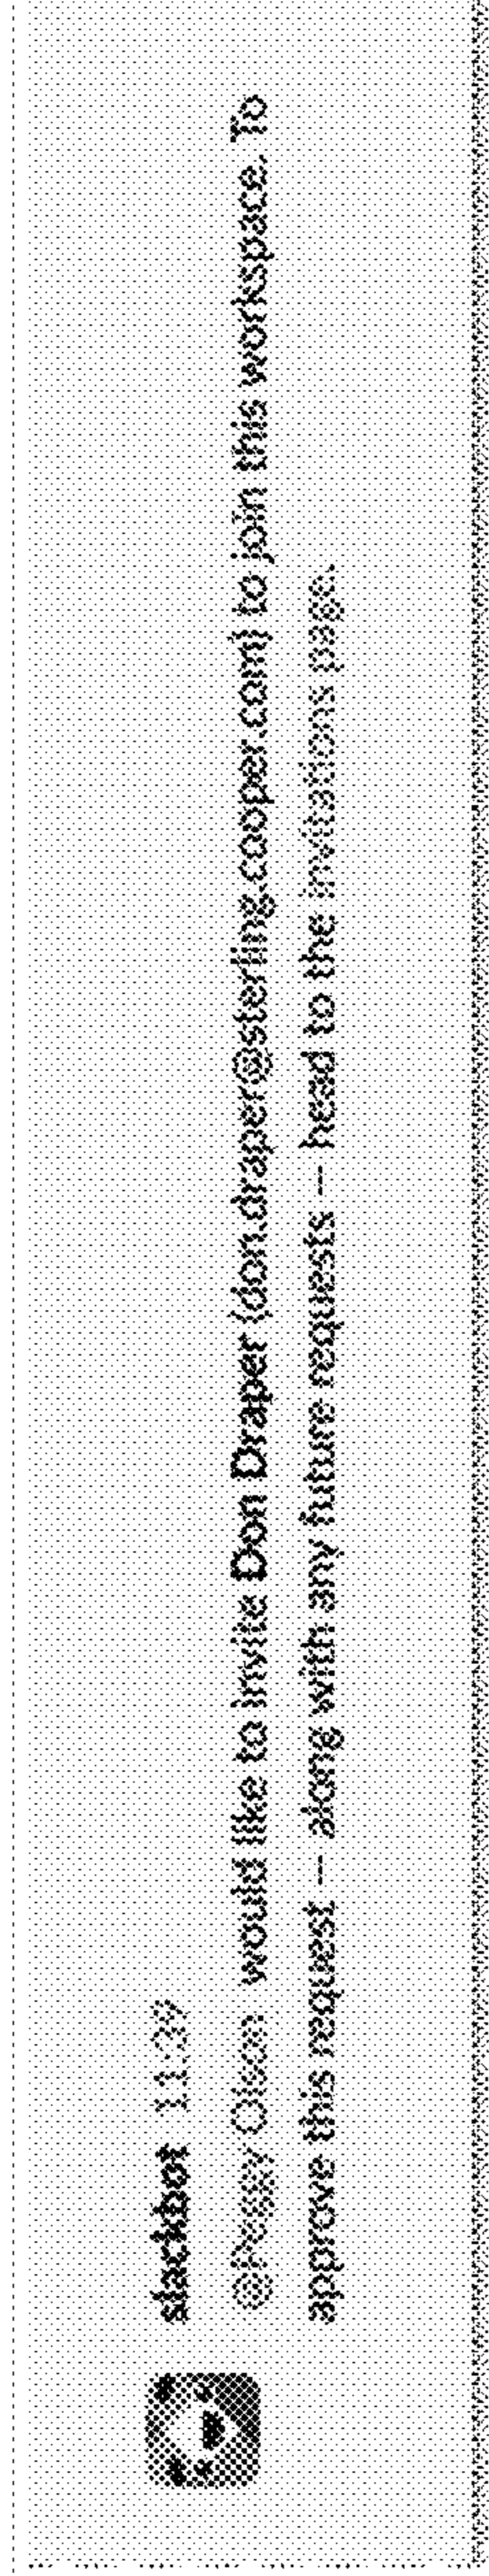 slackbot 11:39
@Peggy Olson would like to invite Don Draper (don.draper@sterling.cooper.com) to join this workspace. To
approve this request -- along with any future requests -- head to the invitations page.